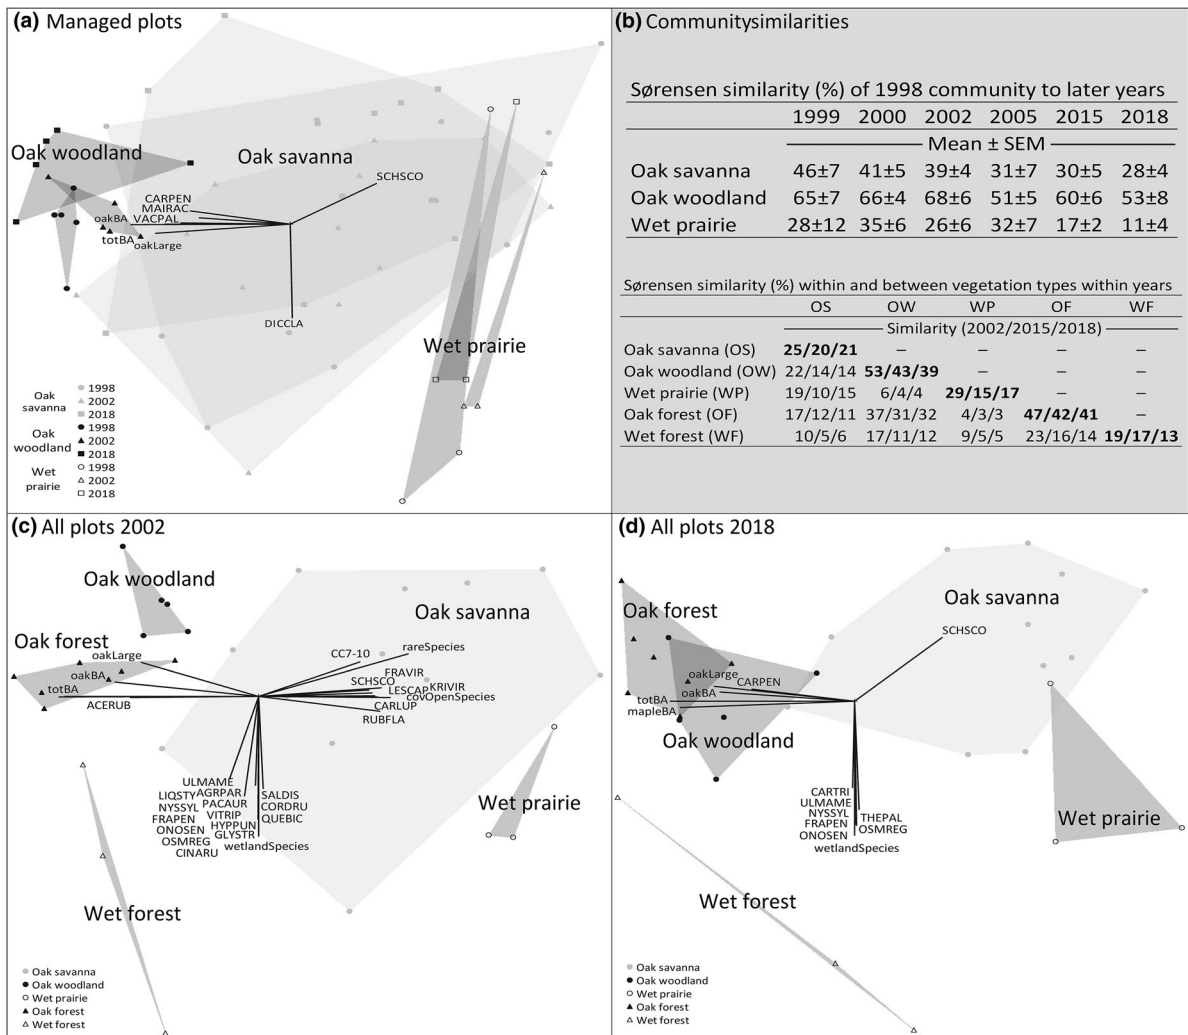 (a) Managed plots
Oak woodland
Oak savanna
SCHSCO
CARPEN
MAIRAC
oakBA
VACPAL
totBA
oakLarge
DICCLA
Wet prairie
Oak savanna
1998
2002
2018
Oak woodland
1998
2002
2018
Wet prairie
1998
2002
2018
(b) Communitysimilarities
Sørensen similarity (%) of 1998 community to later years
1999 2000 2002 2005 2015 2018
Mean ± SEM
Oak savanna 46±7 41±5 39±4 31±7 30±5 28±4
Oak woodland 65±7 66±4 68±6 51±5 60±6 53±8
Wet prairie 28±12 35±6 26±6 32±7 17±2 11±4
Sørensen similarity (%) within and between vegetation types within years
OS OW WP OF WF
Similarity (2002/2015/2018)
Oak savanna (OS) 25/20/21 – – – –
Oak woodland (OW) 22/14/14 53/43/39 – – –
Wet prairie (WP) 19/10/15 6/4/4 29/15/17 – –
Oak forest (OF) 17/12/11 37/31/32 4/3/3 47/42/41 –
Wet forest (WF) 10/5/6 17/11/12 9/5/5 23/16/14 19/17/13
(c) All plots 2002
Oak woodland
Oak savanna
Oak forest
oakLarge
oakBA
totBA
ACERUB
rareSpecies
CC7-10
FRAVIR
SCHSCO
LESCAP
KRIVIR
covOpenSpecies
CARLUP
RUBFLA
ULMAME
LIQSTY
AGRPAR
SALDIS
NYSSYL
PACAUR
CORDRU
FRAPEN
VITRIP
QUEBIC
ONOSEN
HYPPUN
OSMREG
GLYSTR
CINARU
wetlandSpecies
Wet prairie
Wet forest
Oak savanna
Oak woodland
Wet prairie
Oak forest
Wet forest
(d) All plots 2018
Oak savanna
Oak forest
SCHSCO
oakLarge
CARPEN
oakBA
totBA
mapleBA
Oak woodland
CARTRI
ULMAME
NYSSYL
THEPAL
FRAPEN
OSMREG
ONOSEN
wetlandSpecies
Wet prairie
Wet forest
Oak savanna
Oak woodland
Wet prairie
Oak forest
Wet forest